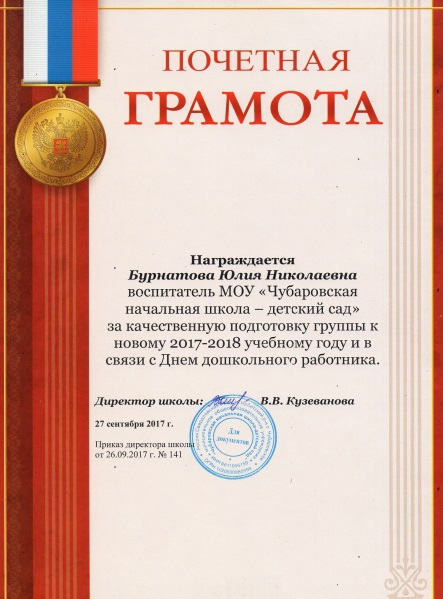 ПОЧЕТНАЯ
ГРАМОТА
Награждается
Бурнатова Юлия Николаевна
воспитатель МОУ «Чубаровская
начальная школа – детский сад»
за качественную подготовку группы к
новому 2017-2018 учебному году и в
связи с Днем дошкольного работника.
Директор школы: В.В. Кузеванова
27 сентября 2017 г.
Для
документов
Приказ директора школы
от 26.09.2017 г. № 141